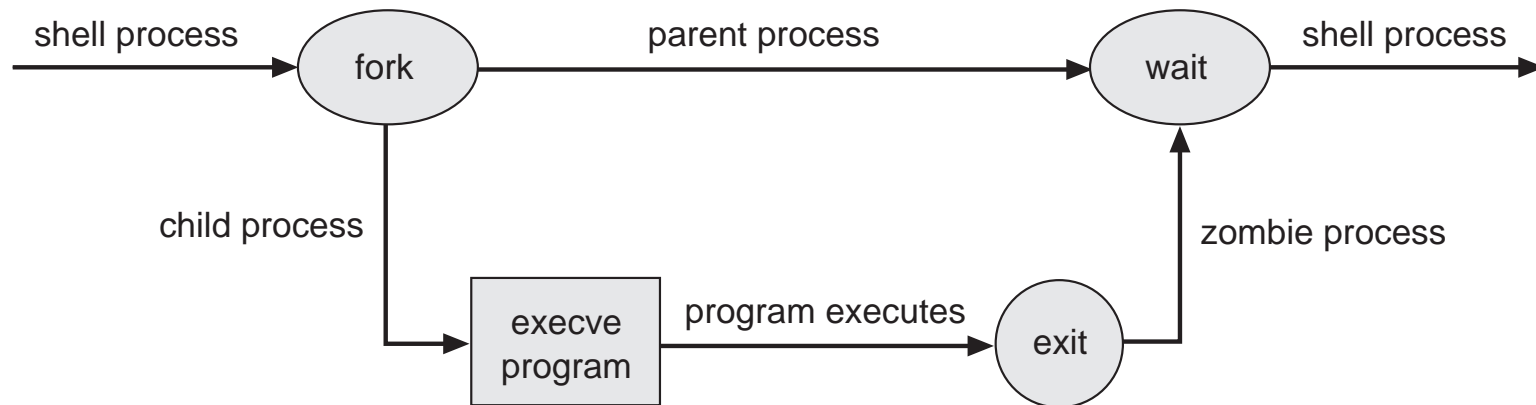 shell process
fork
parent process
wait
shell process
child process
zombie process
execve
program
program executes
exit